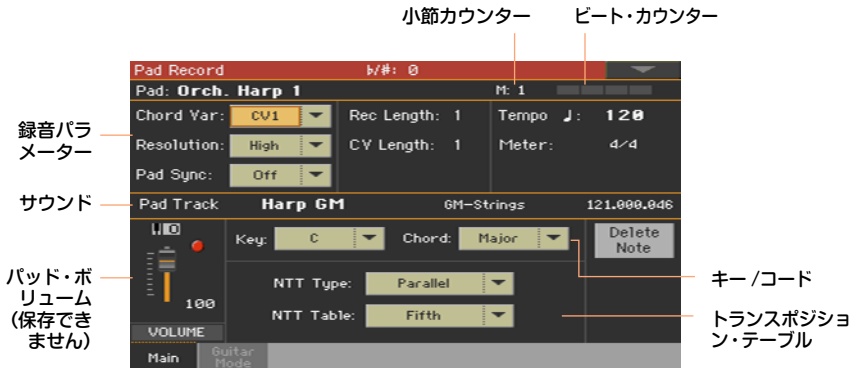 小節カウンター ビート・カウンター
Pad Record ♭/#: 0
Pad: Orch. Harp 1 M: 1
Chord Var: CV1 Rec Length: 1 Tempo ♩: 120
録音パラ
メーター
Resolution: High CV Length: 1 Meter: 4/4
Pad Sync: Off
サウンド
Pad Track Harp GM GM-Strings 121.000.046
Key: C Chord: Major Delete
Note
パッド・ボ
リューム
(保存でき
ません)
キー /コード
NTT Type: Parallel
100
NTT Table: Fifth
トランスポジショ
ン・テーブル
VOLUME
Main Guitar
Mode